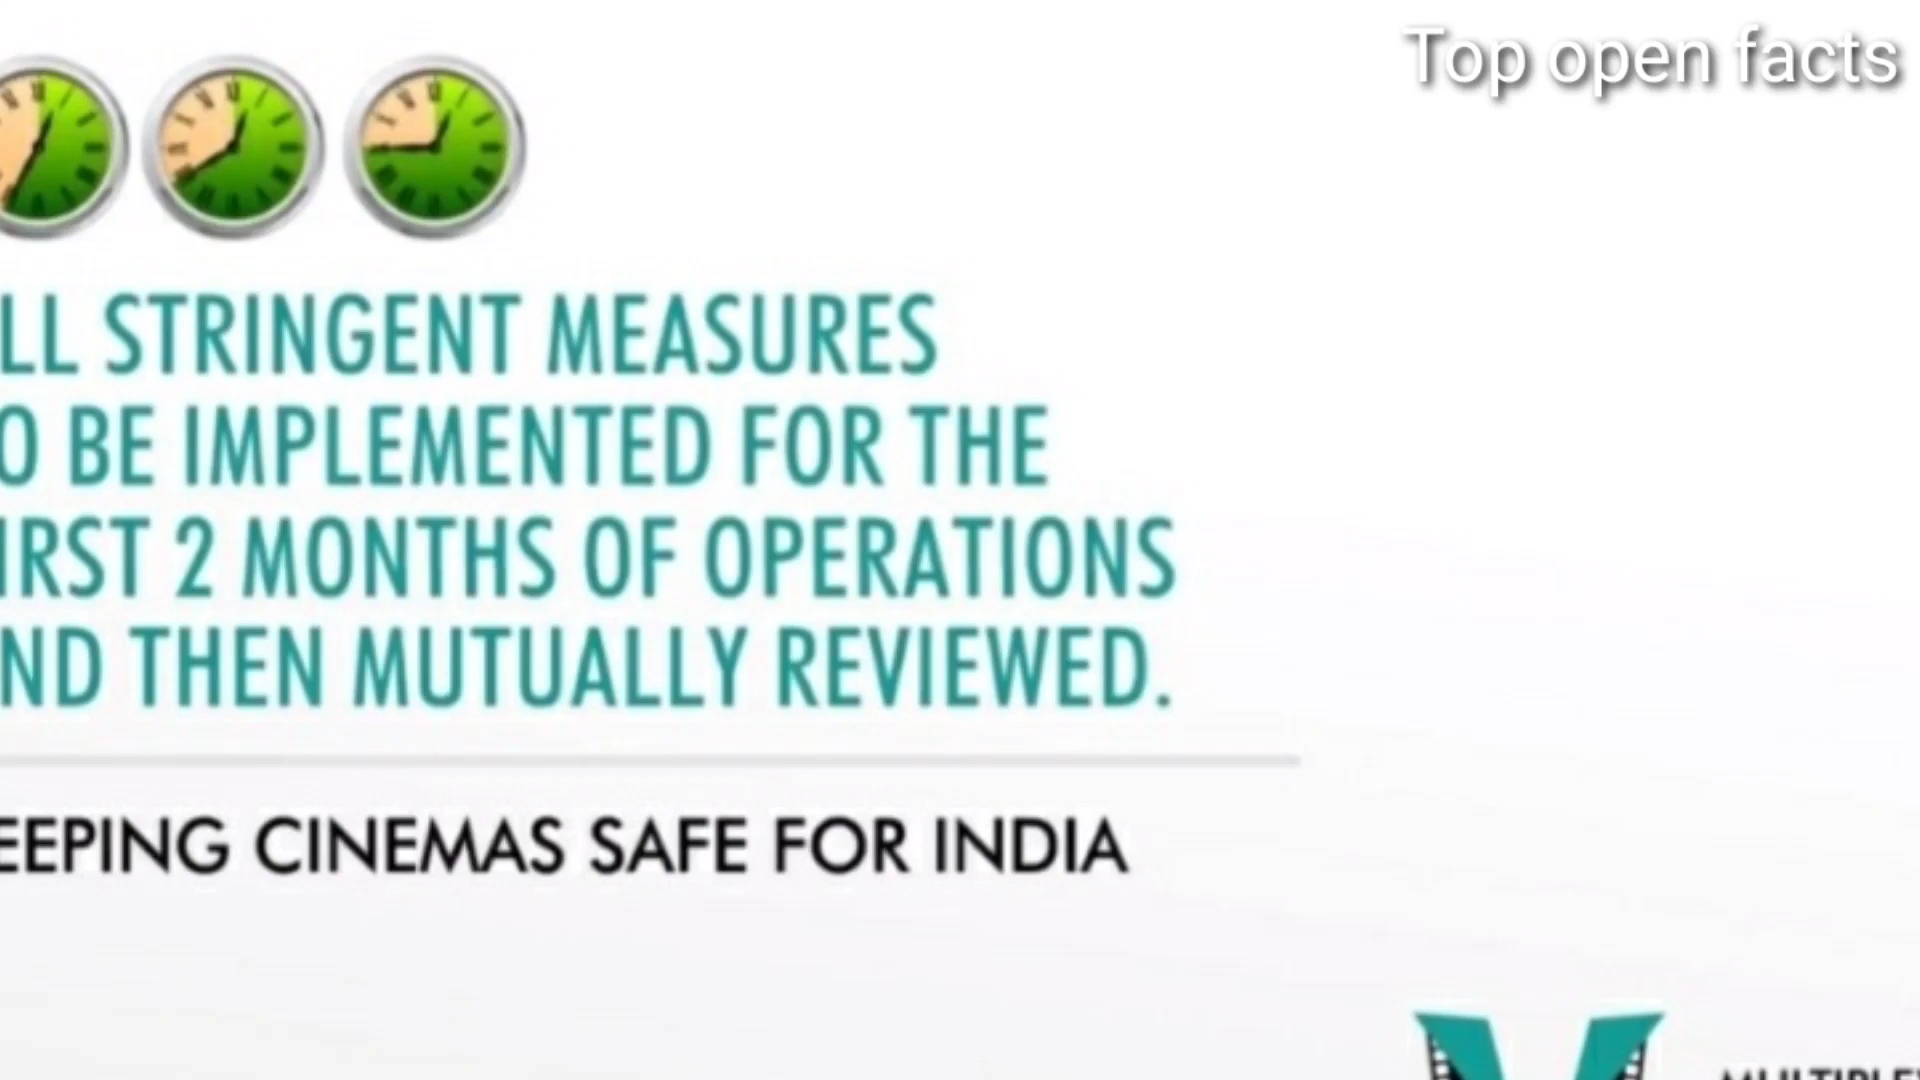 Top open facts
LL STRINGENT MEASURES
O BE IMPLEMENTED FOR THE
IRST 2 MONTHS OF OPERATIONS
ND THEN MUTUALLY REVIEWED.
EEPING CINEMAS SAFE FOR INDIA